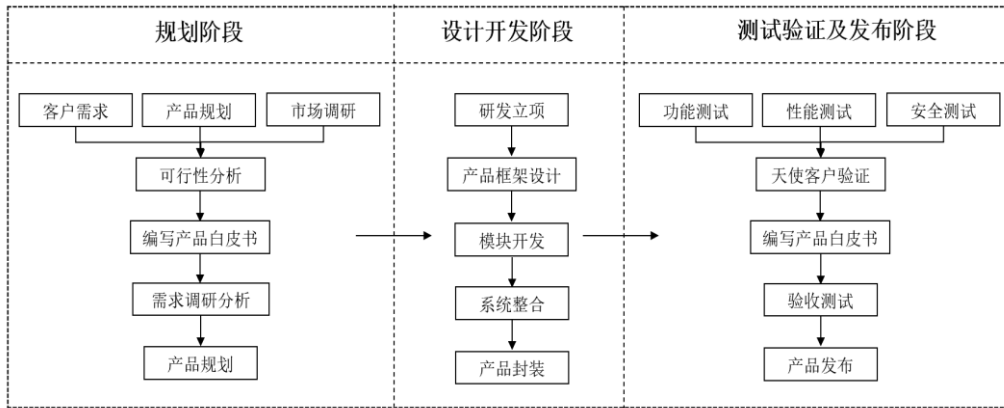 规划阶段
客户需求
产品规划
市场调研
可行性分析
编写产品白皮书
需求调研分析
产品规划
设计开发阶段
研发立项
产品框架设计
模块开发
系统整合
产品封装
测试验证及发布阶段
功能测试
性能测试
安全测试
天使客户验证
编写产品白皮书
验收测试
产品发布